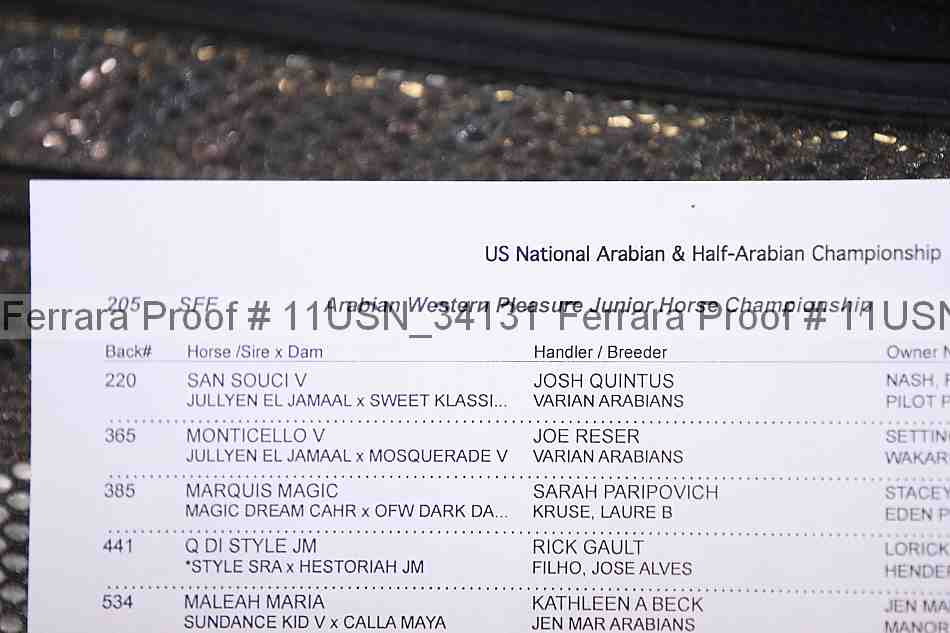 US National Arabian & Half-Arabian Championship
205 SFF Arabian Western Pleasure Junior Horse Championship
Ferrara Proof # 11USN_34131 Ferrara Proof # 11USN
Back# Horse /Sire x Dam Handler / Breeder Owner
220 SAN SOUCI V JOSH QUINTUS NASH,
JULLYEN EL JAMAAL x SWEET KLASSI... VARIAN ARABIANS PILOT
365 MONTICELLO V JOE RESER SETTIN
JULLYEN EL JAMAAL x MOSQUERADE V VARIAN ARABIANS WAKAR
385 MARQUIS MAGIC SARAH PARIPOVICH STACEY
MAGIC DREAM CAHR x OFW DARK DA... KRUSE, LAURE B EDEN
441 Q DI STYLE JM RICK GAULT LORICK
*STYLE SRA x HESTORIAH JM FILHO, JOSE ALVES HENDE
534 MALEAH MARIA KATHLEEN A BECK JEN MA
SUNDANCE KID V x CALLA MAYA JEN MAR ARABIANS MANOR